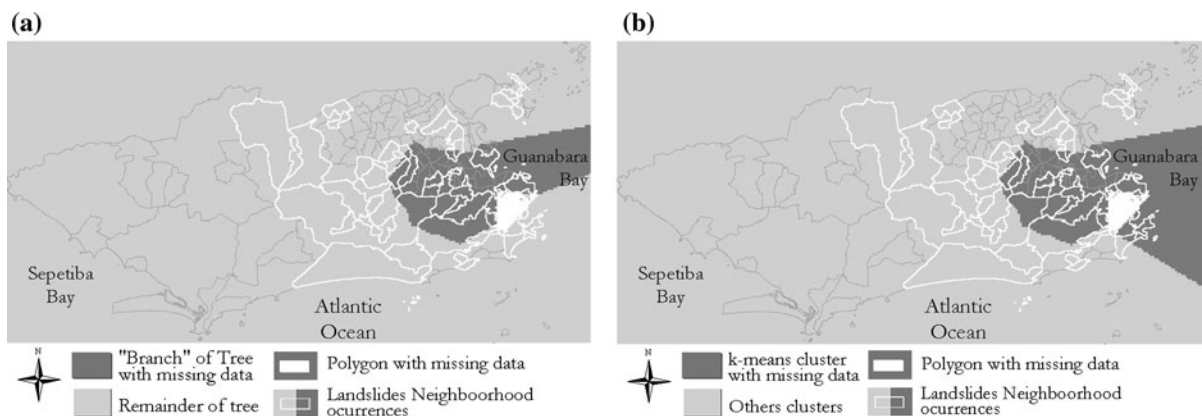 (a)
Guanabara
Bay
Sepetiba
Bay
Atlantic
Ocean
N
"Branch" of Tree
with missing data
Polygon with missing data
Remainder of tree
Landslides Neighboorhood
ocurrences
(b)
Guanabara
Bay
Sepetiba
Bay
Atlantic
Ocean
N
k-means cluster
with missing data
Polygon with missing data
Others clusters
Landslides Neighboorhood
ocurrences